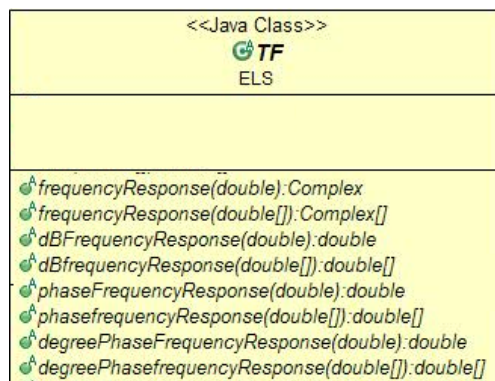 <<Java Class>>
TF
ELS
frequencyResponse(double):Complex
frequencyResponse(double[]):Complex[]
dBFrequencyResponse(double):double
dBfrequencyResponse(double[]):double[]
phaseFrequencyResponse(double):double
phasefrequencyResponse(double[]):double[]
degreePhaseFrequencyResponse(double):double
degreePhasefrequencyResponse(double[]):double[]